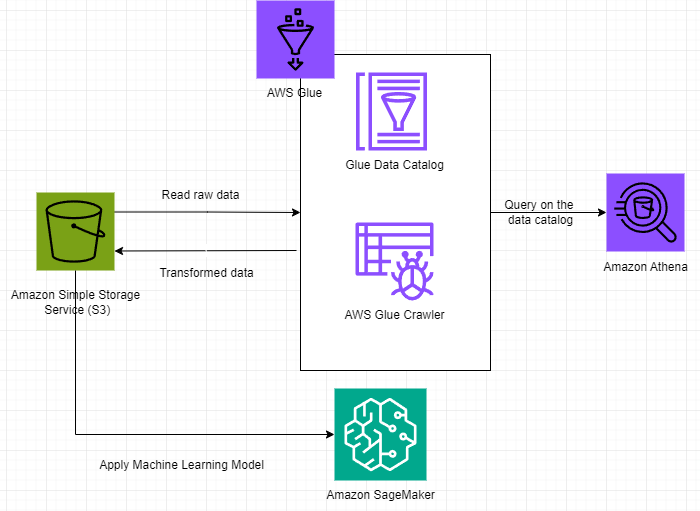 AWS Glue
Glue Data Catalog
Read raw data
Query on the
data catalog
Transformed data
Amazon Athena
Amazon Simple Storage
Service (S3)
AWS Glue Crawler
Apply Machine Learning Model
Amazon SageMaker